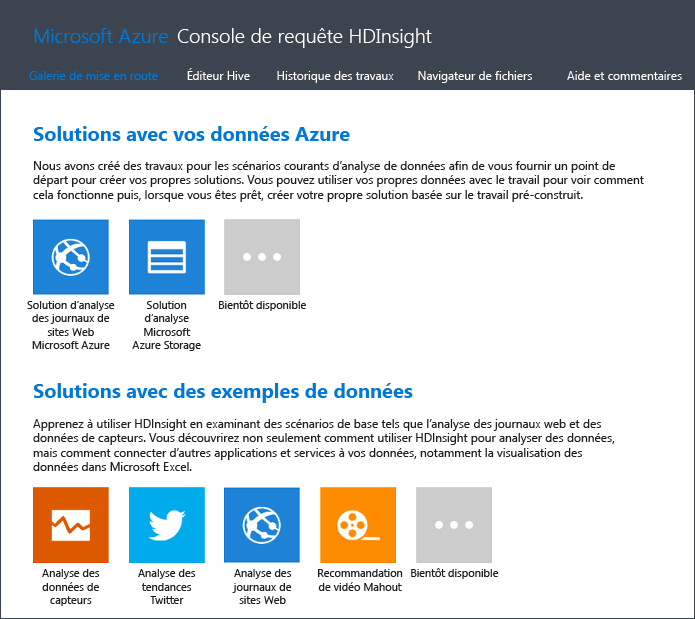 Microsoft Azure Console de requête HDInsight
Galerie de mise en route Éditeur Hive Historique des travaux Navigateur de fichiers Aide et commentaires
Solutions avec vos données Azure
Nous avons créé des travaux pour les scénarios courants d'analyse de données afin de vous fournir un point de
départ pour créer vos propres solutions. Vous pouvez utiliser vos propres données avec le travail pour voir comment
cela fonctionne puis, lorsque vous êtes prêt, créer votre propre solution basée sur le travail pré-construit.
Solution d'analyse
des journaux de
sites Web
Microsoft Azure
Solution
d'analyse
Microsoft
Azure Storage
Bientôt disponible
Solutions avec des exemples de données
Apprenez à utiliser HDInsight en examinant des scénarios de base tels que l'analyse des journaux web et des
données de capteurs. Vous découvrirez non seulement comment utiliser HDInsight pour analyser des données,
mais comment connecter d'autres applications et services à vos données, notamment la visualisation des
données dans Microsoft Excel.
Analyse des
données de
capteurs
Analyse des
tendances
Twitter
Analyse des
journaux de
sites Web
Recommandation
de vidéo Mahout
Bientôt disponible